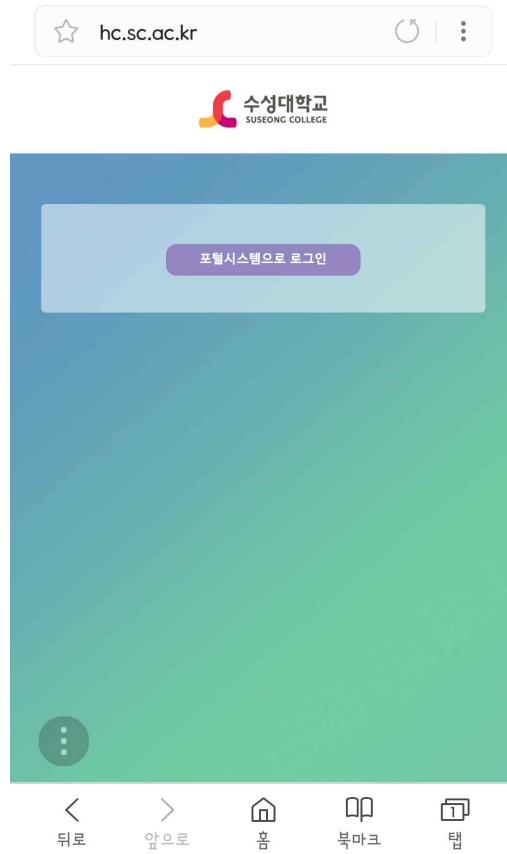 hc.sc.ac.kr
수성대학교
SUSEONG COLLEGE
포털시스템으로 로그인
뒤로
앞으로
홈
북마크
1
탭